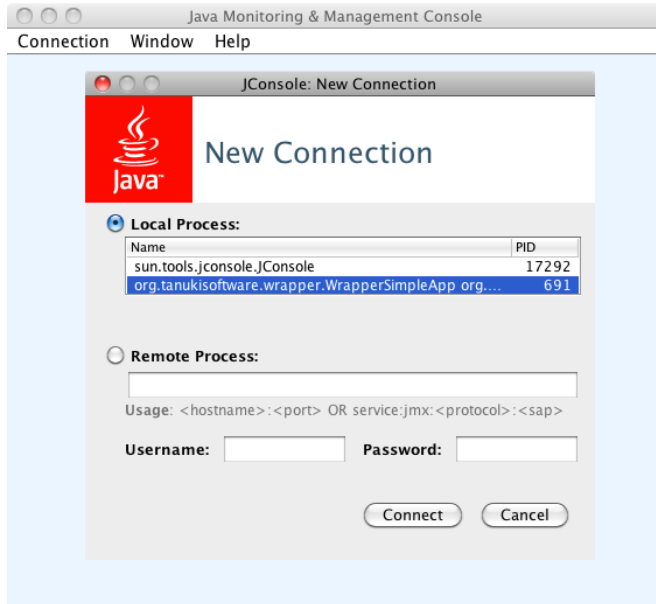 Java Monitoring & Management Console
Connection Window Help
JConsole: New Connection
Java™
New Connection
Local Process:
Name PID
sun.tools.jconsole.JConsole 17292
org.tanukisoftware.wrapper.WrapperSimpleApp org.... 691
Remote Process:
Usage: <hostname>:<port> OR service:jmx:<protocol>:<sap>
Username: Password:
Connect Cancel